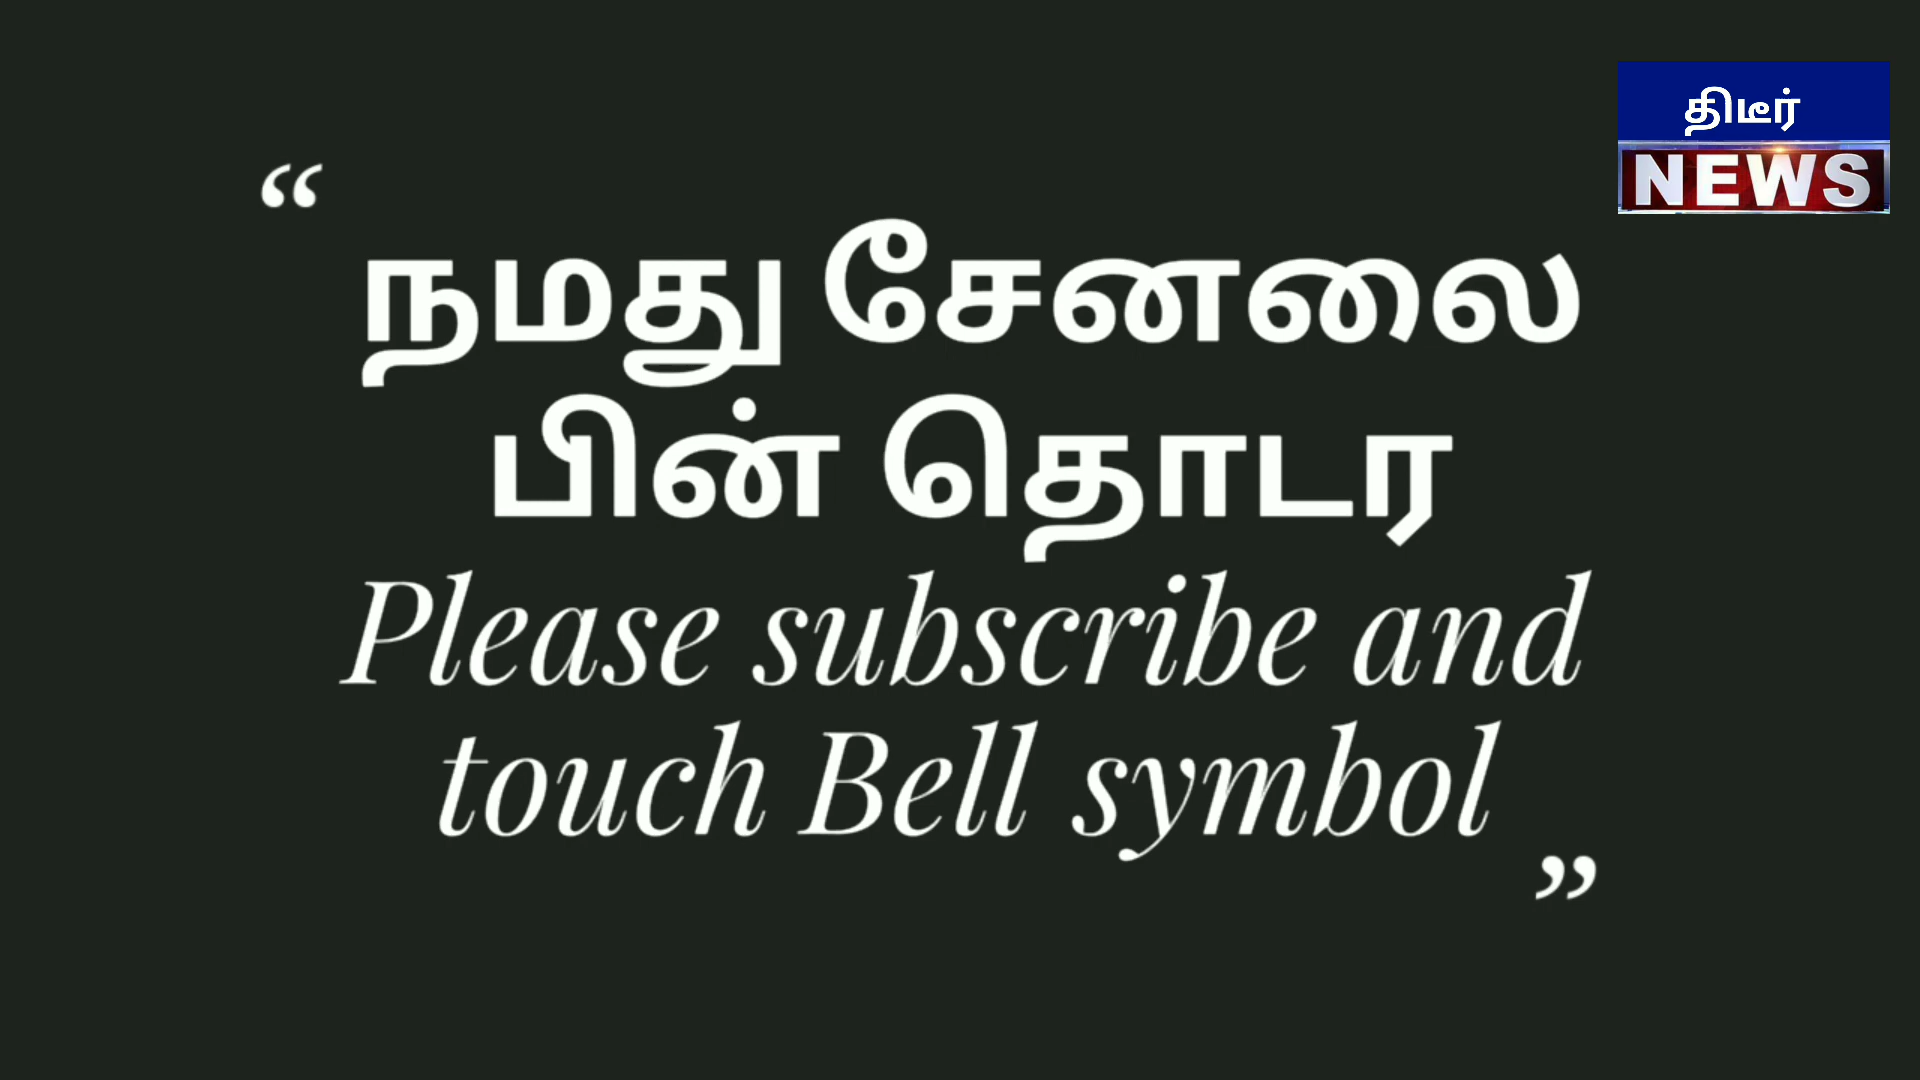 திடீர்
NEWS
“
நமது சேனலை
பின் தொடர
Please subscribe and
touch Bell symbol
”